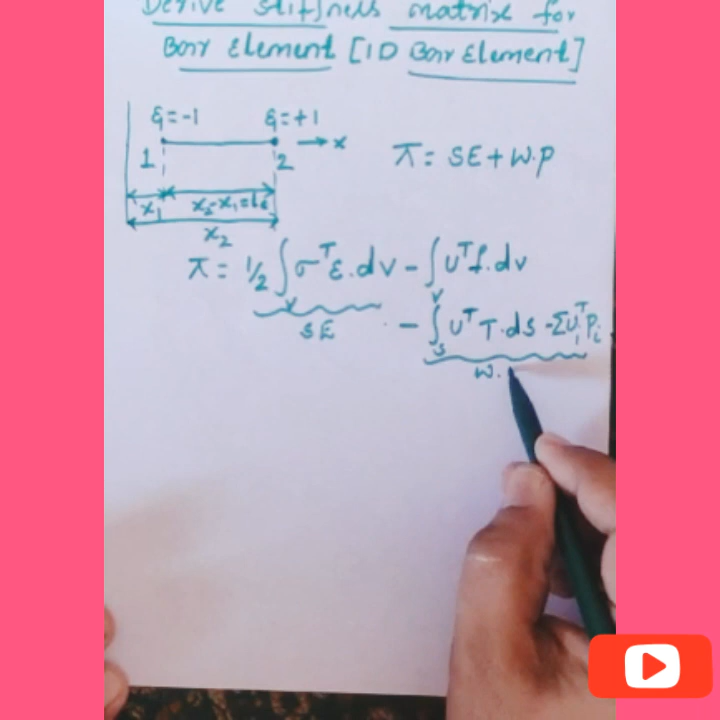 Derive stiffness matrix for
Bar Element [1D Bar Element]
ξ=-1 ξ=+1
1 2 → x
x₁ x₂-x₁=le
x₂
π = SE + W.P
π = 1/2 ∫σᵀε.dv - ∫uᵀf.dv
v v
SE - ∫uᵀT.ds - Σuᵢᵀpᵢ
s
W.